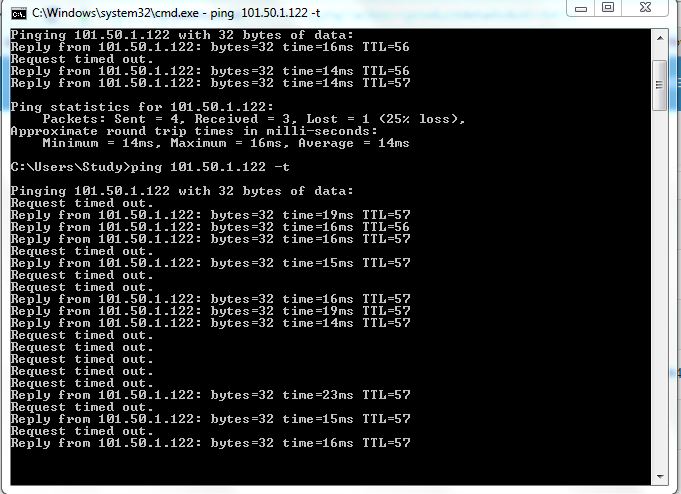 C:\Windows\system32\cmd.exe - ping  101.50.1.122 -t
Pinging 101.50.1.122 with 32 bytes of data:
Reply from 101.50.1.122: bytes=32 time=16ms TTL=56
Request timed out.
Reply from 101.50.1.122: bytes=32 time=14ms TTL=56
Reply from 101.50.1.122: bytes=32 time=14ms TTL=57
Ping statistics for 101.50.1.122:
    Packets: Sent = 4, Received = 3, Lost = 1 (25% loss),
Approximate round trip times in milli-seconds:
    Minimum = 14ms, Maximum = 16ms, Average = 14ms
C:\Users\Study>ping 101.50.1.122 -t
Pinging 101.50.1.122 with 32 bytes of data:
Request timed out.
Reply from 101.50.1.122: bytes=32 time=19ms TTL=57
Reply from 101.50.1.122: bytes=32 time=16ms TTL=56
Reply from 101.50.1.122: bytes=32 time=16ms TTL=57
Request timed out.
Reply from 101.50.1.122: bytes=32 time=15ms TTL=57
Request timed out.
Request timed out.
Reply from 101.50.1.122: bytes=32 time=16ms TTL=57
Reply from 101.50.1.122: bytes=32 time=19ms TTL=57
Reply from 101.50.1.122: bytes=32 time=14ms TTL=57
Request timed out.
Request timed out.
Request timed out.
Request timed out.
Request timed out.
Reply from 101.50.1.122: bytes=32 time=23ms TTL=57
Request timed out.
Reply from 101.50.1.122: bytes=32 time=15ms TTL=57
Request timed out.
Reply from 101.50.1.122: bytes=32 time=16ms TTL=57